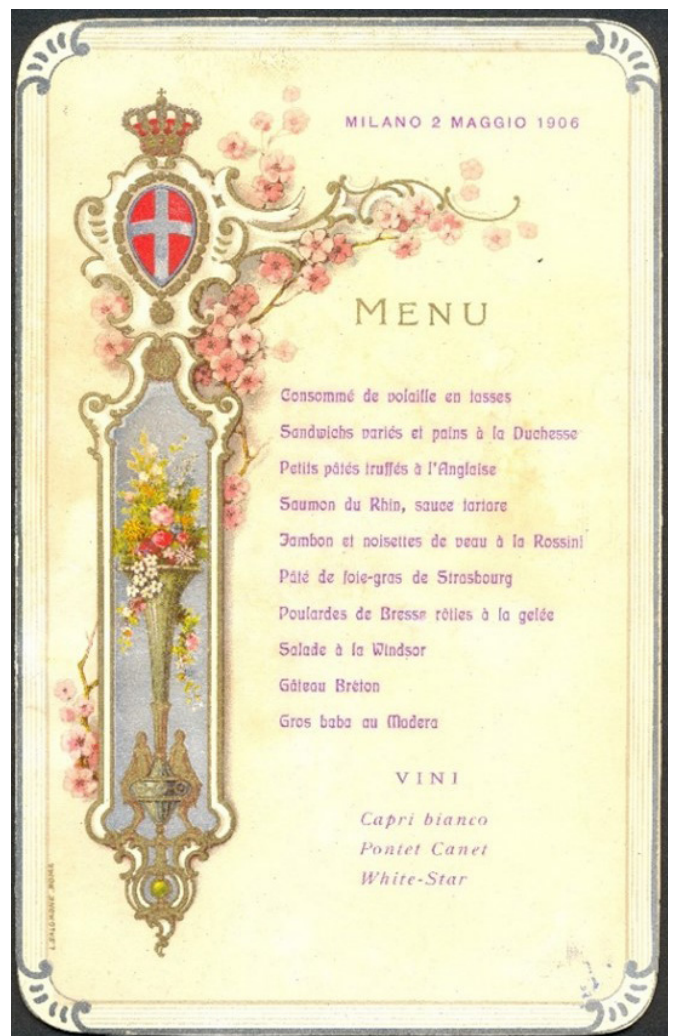 MILANO 2 MAGGIO 1906
MENU
Consommé de volaille en tasses
Sandwichs variés et pains à la Duchesse
Petits pâtés truffés à l'Anglaise
Saumon du Rhin, sauce tartare
Jambon et noisettes de veau à la Rossini
Pâté de foie-gras de Strasbourg
Poulardes de Bresse rôties à la gelée
Salade à la Windsor
Gâteau Bréton
Gros baba au Madera
VINI
Capri bianco
Pontet Canet
White-Star
ROMA